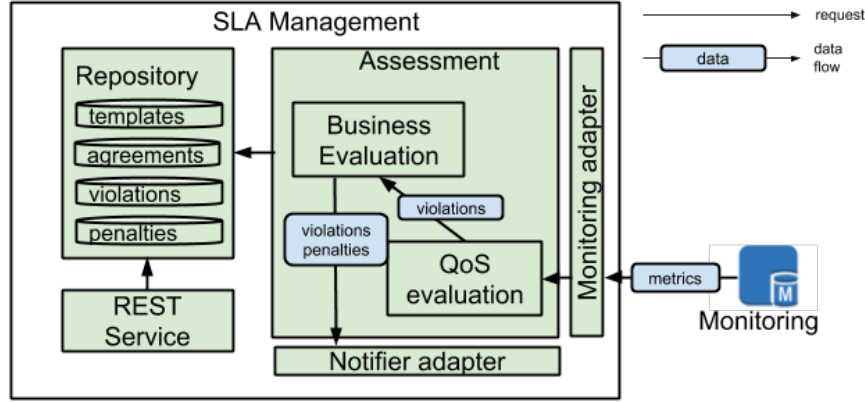 SLA Management
request
data
data
flow
Repository
templates
agreements
violations
penalties
REST
Service
Assessment
Business
Evaluation
violations
violations
penalties
QoS
evaluation
Notifier adapter
Monitoring adapter
metrics
M
Monitoring